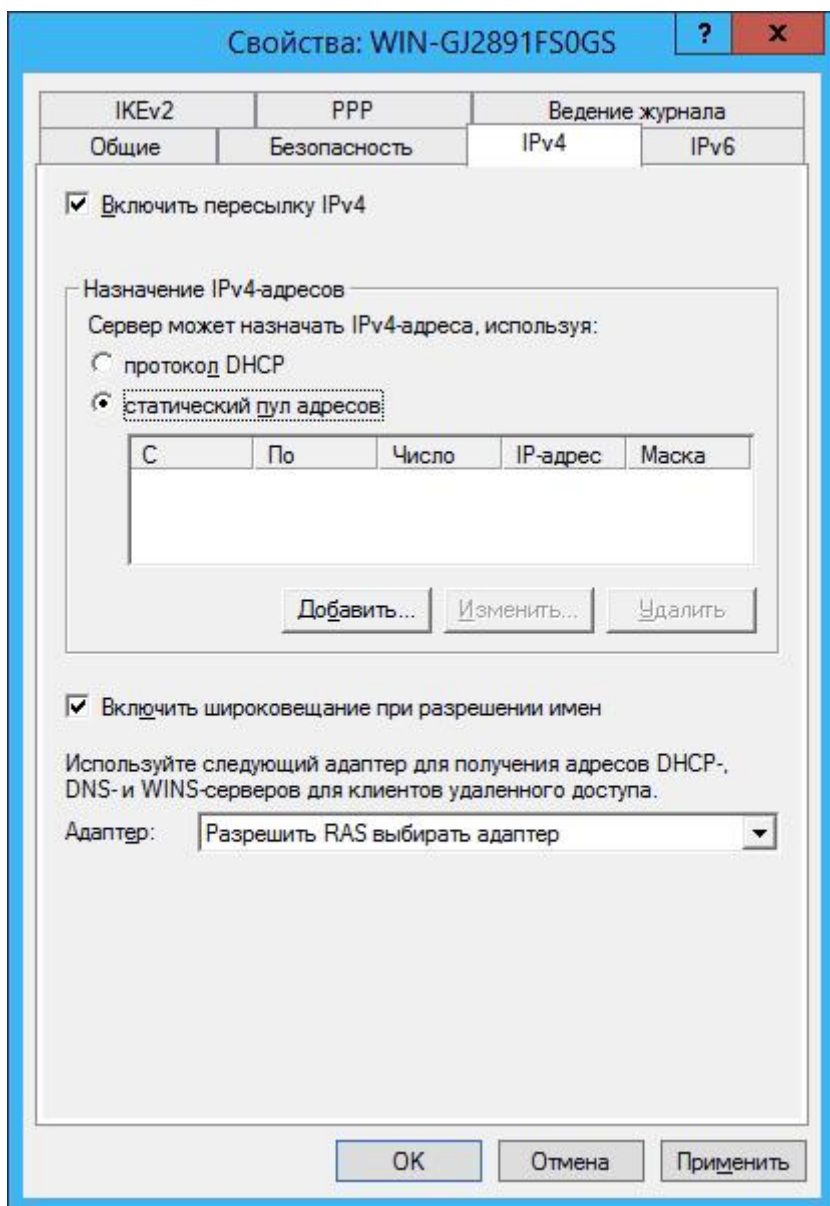 Свойства: WIN-GJ2891FS0GS
?
x
IKEv2
PPP
Ведение журнала
Общие
Безопасность
IPv4
IPv6
Включить пересылку IPv4
Назначение IPv4-адресов
Сервер может назначать IPv4-адреса, используя:
протокол DHCP
статический пул адресов
С
По
Число
IP-адрес
Маска
Добавить...
Изменить...
Удалить
Включить широковещание при разрешении имен
Используйте следующий адаптер для получения адресов DHCP-,
DNS- и WINS-серверов для клиентов удаленного доступа.
Адаптер:
Разрешить RAS выбирать адаптер
OK
Отмена
Применить